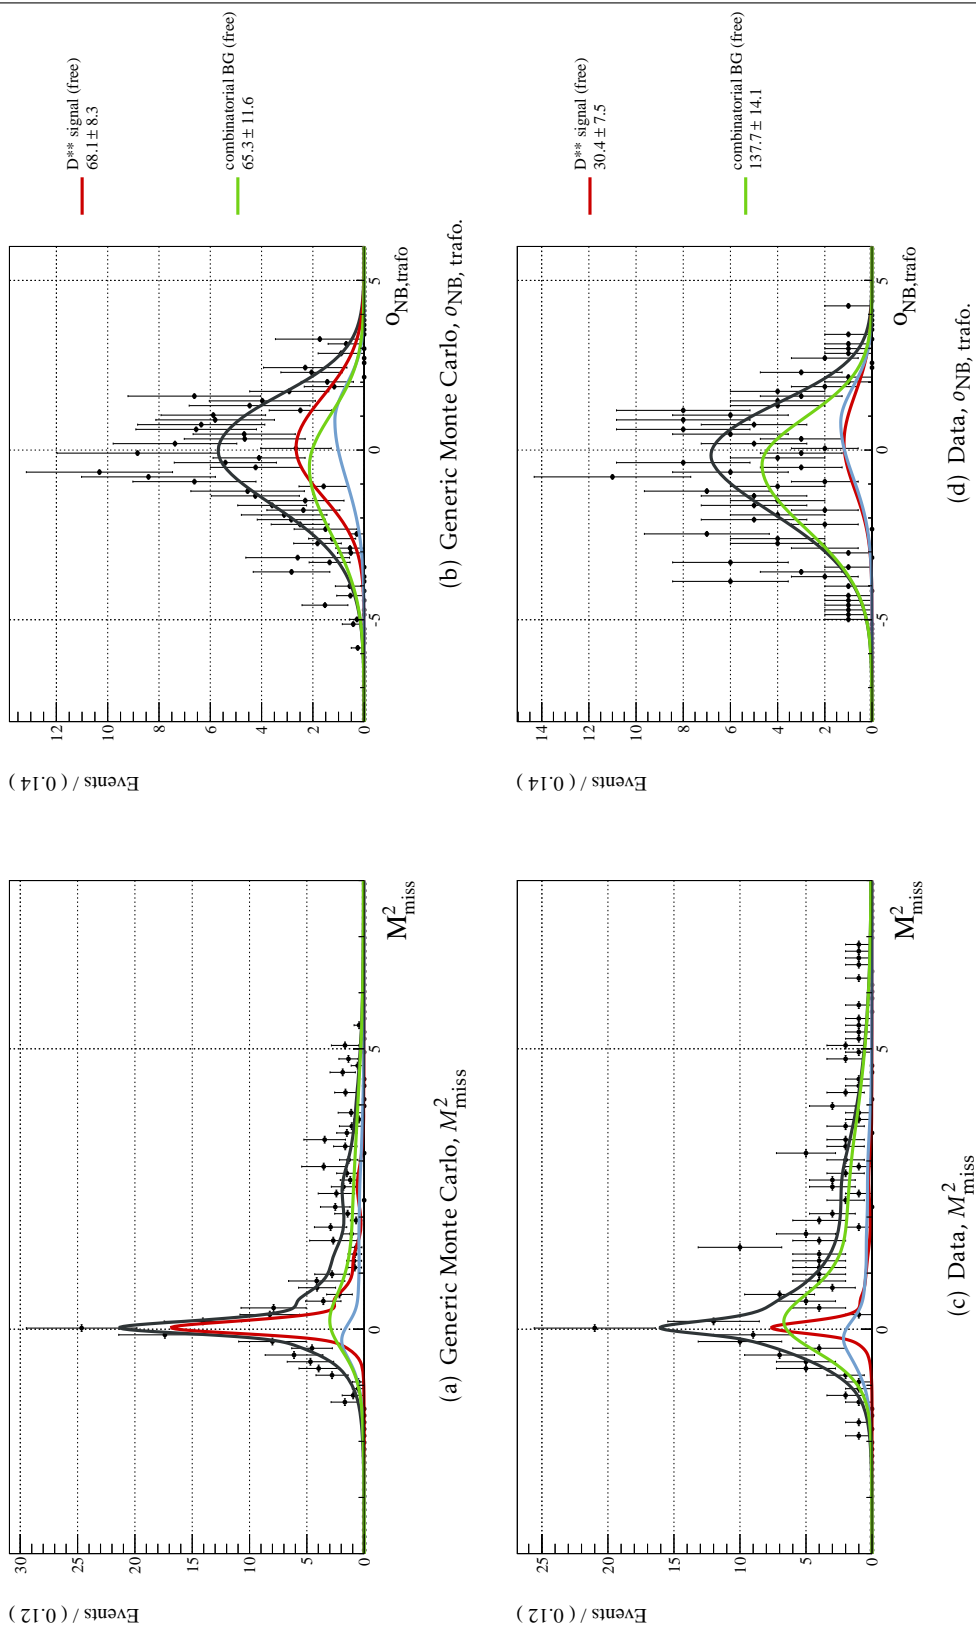 Events / ( 0.12 )
30
25
20
15
10
5
0
0
5
M²miss
(a) Generic Monte Carlo, M²miss
Events / ( 0.14 )
12
10
8
6
4
2
0
-5
0
5
oNB,trafo
D** signal (free)
68.1 ± 8.3
combinatorial BG (free)
65.3 ± 11.6
(b) Generic Monte Carlo, oNB, trafo.
Events / ( 0.12 )
25
20
15
10
5
0
0
5
M²miss
(c) Data, M²miss
Events / ( 0.14 )
14
12
10
8
6
4
2
0
-5
0
5
oNB,trafo
D** signal (free)
30.4 ± 7.5
combinatorial BG (free)
137.7 ± 14.1
(d) Data, oNB, trafo.